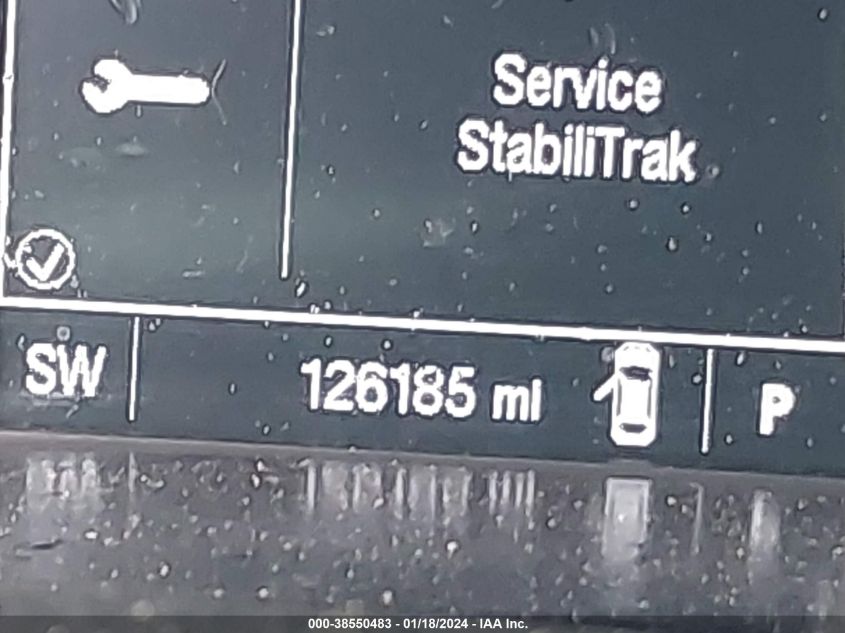 Service
StabiliTrak
SW 126185 mi P
000-38550483 - 01/18/2024 - IAA Inc.